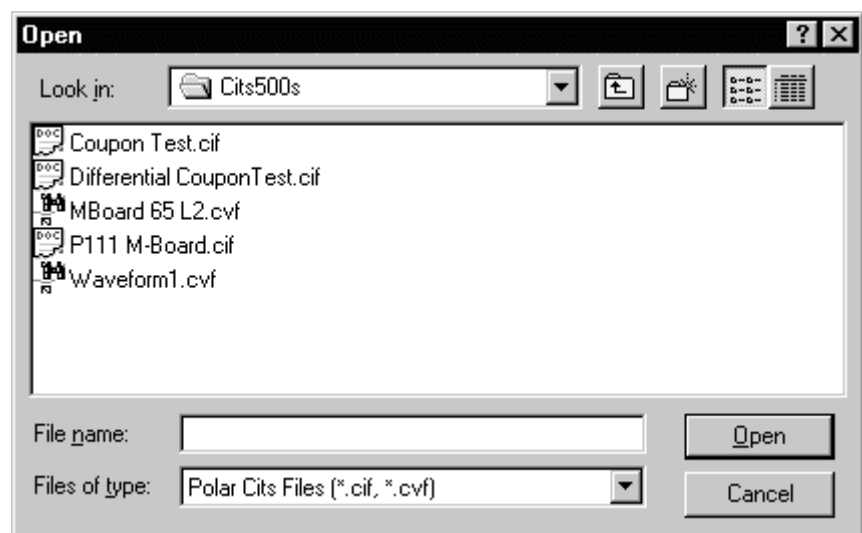 Open
Look in: Cits500s
Coupon Test.cif
Differential CouponTest.cif
MBoard 65 L2.cvf
P111 M-Board.cif
Waveform1.cvf
File name: Open
Files of type: Polar Cits Files (*.cif, *.cvf) Cancel